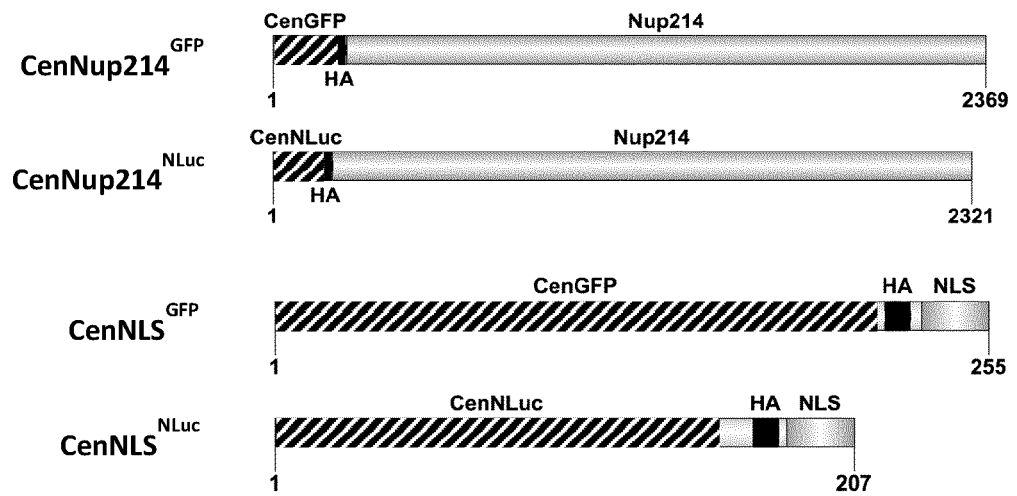 CenGFP Nup214
CenNup214GFP
HA
1 2369
CenNLuc Nup214
CenNup214NLuc
HA
1 2321
CenGFP HA NLS
CenNLSGFP
1 255
CenNLuc HA NLS
CenNLSNLuc
1 207